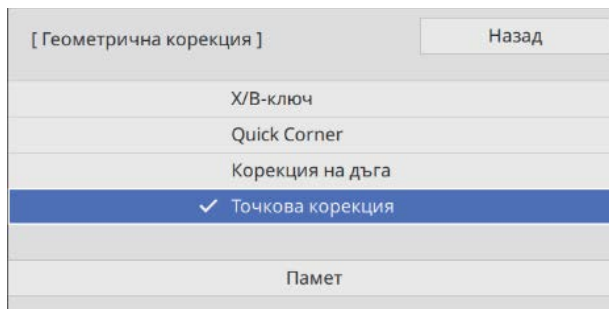 [ Геометрична корекция ]
Назад
Х/В-ключ
Quick Corner
Корекция на дъга
Точкова корекция
Памет